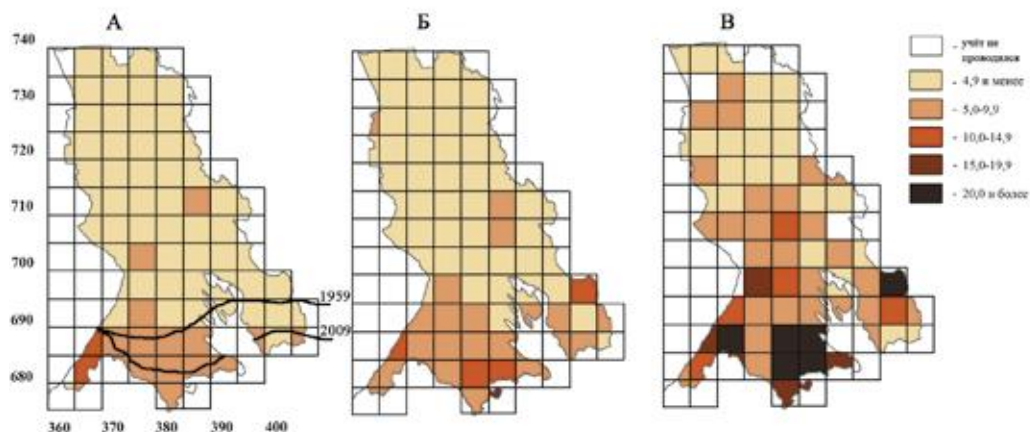 А Б В
740
730
720
710
700
690
680
1959
2009
360 370 380 390 400
- учёт не
проводился
- 4,9 и менее
- 5,0-9,9
- 10,0-14,9
- 15,0-19,9
- 20,0 и более